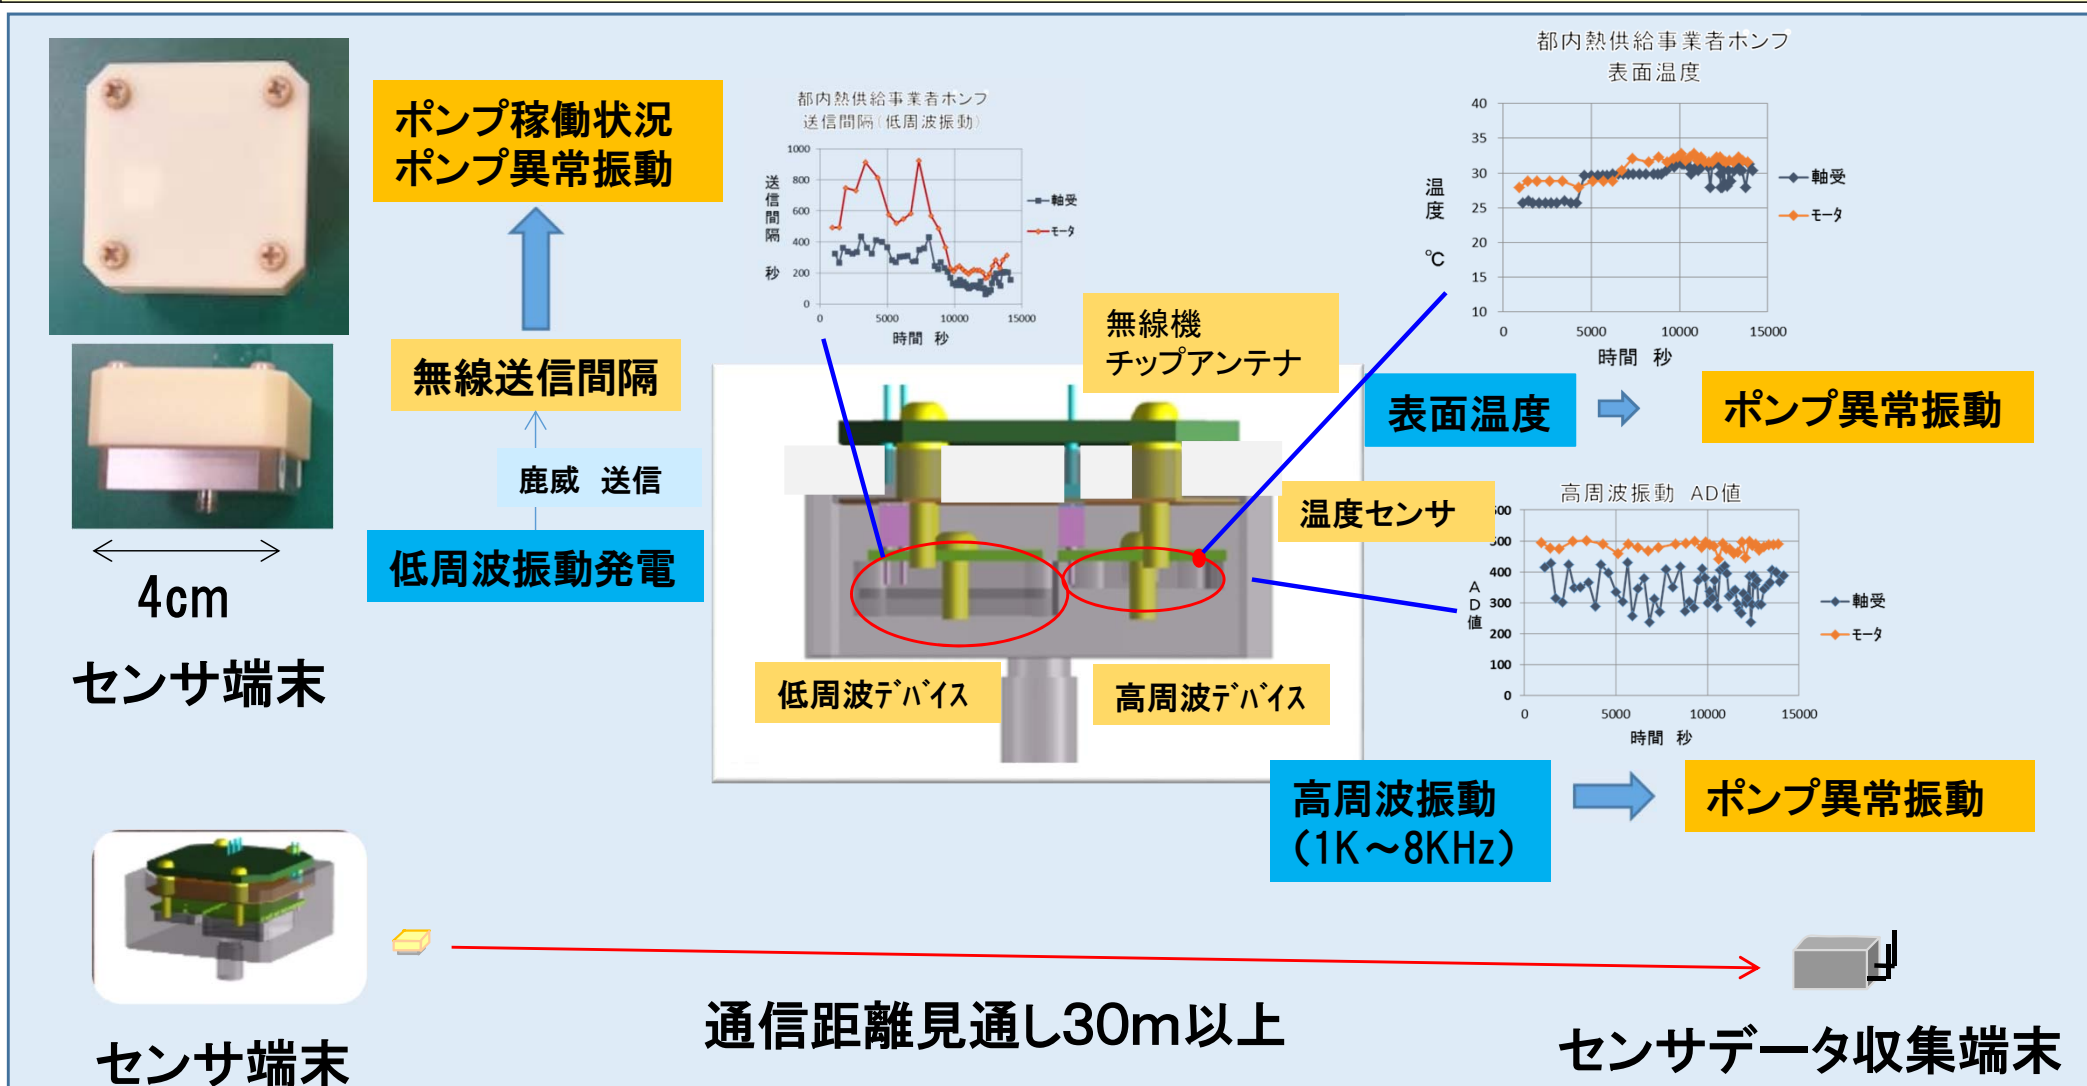 ポンプ稼働状況
ポンプ異常振動
無線送信間隔
鹿威 送信
低周波振動発電
4cm
センサ端末
都内熱供給事業者ポンプ
送信間隔(低周波振動)
1000
800
600
400
200
0
送信間隔 秒
0 5000 10000 15000
時間 秒
軸受
モータ
無線機
チップアンテナ
都内熱供給事業者ポンプ
表面温度
40
35
30
25
20
15
10
温度 ℃
0 5000 10000 15000
時間 秒
軸受
モータ
表面温度
ポンプ異常振動
温度センサ
低周波デバイス
高周波デバイス
高周波振動 AD値
500
400
300
200
100
0
AD値
0 5000 10000 15000
時間 秒
軸受
モータ
高周波振動
(1K～8KHz)
ポンプ異常振動
センサ端末
通信距離見通し30m以上
センサデータ収集端末